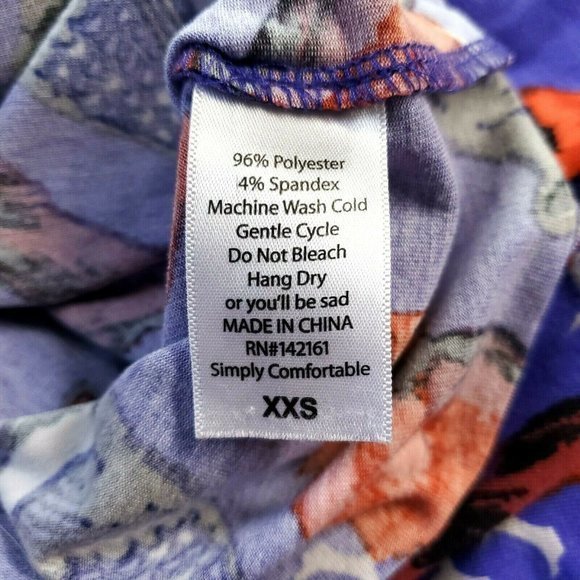 96% Polyester
4% Spandex
Machine Wash Cold
Gentle Cycle
Do Not Bleach
Hang Dry
or you'll be sad
MADE IN CHINA
RN#142161
Simply Comfortable
XXS